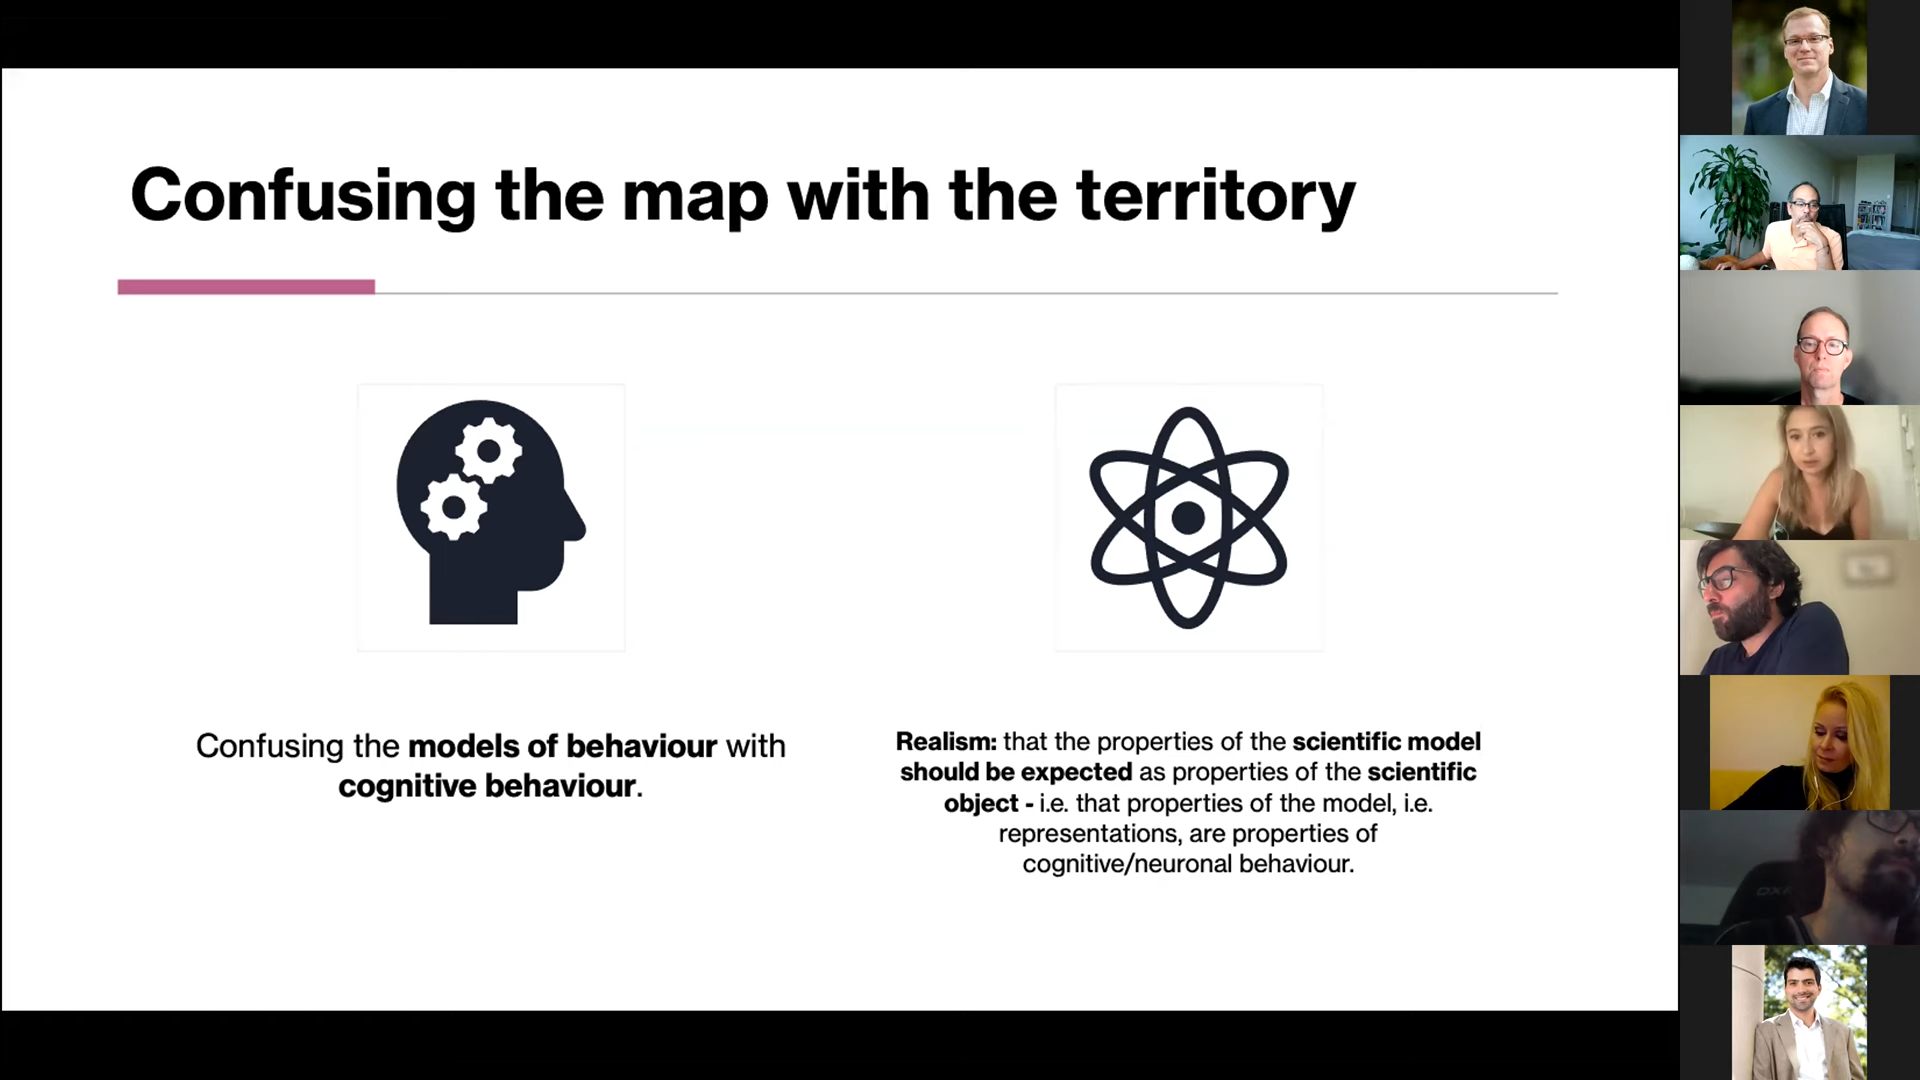 Confusing the map with the territory
Confusing the models of behaviour with
cognitive behaviour.
Realism: that the properties of the scientific model
should be expected as properties of the scientific
object - i.e. that properties of the model, i.e.
representations, are properties of
cognitive/neuronal behaviour.